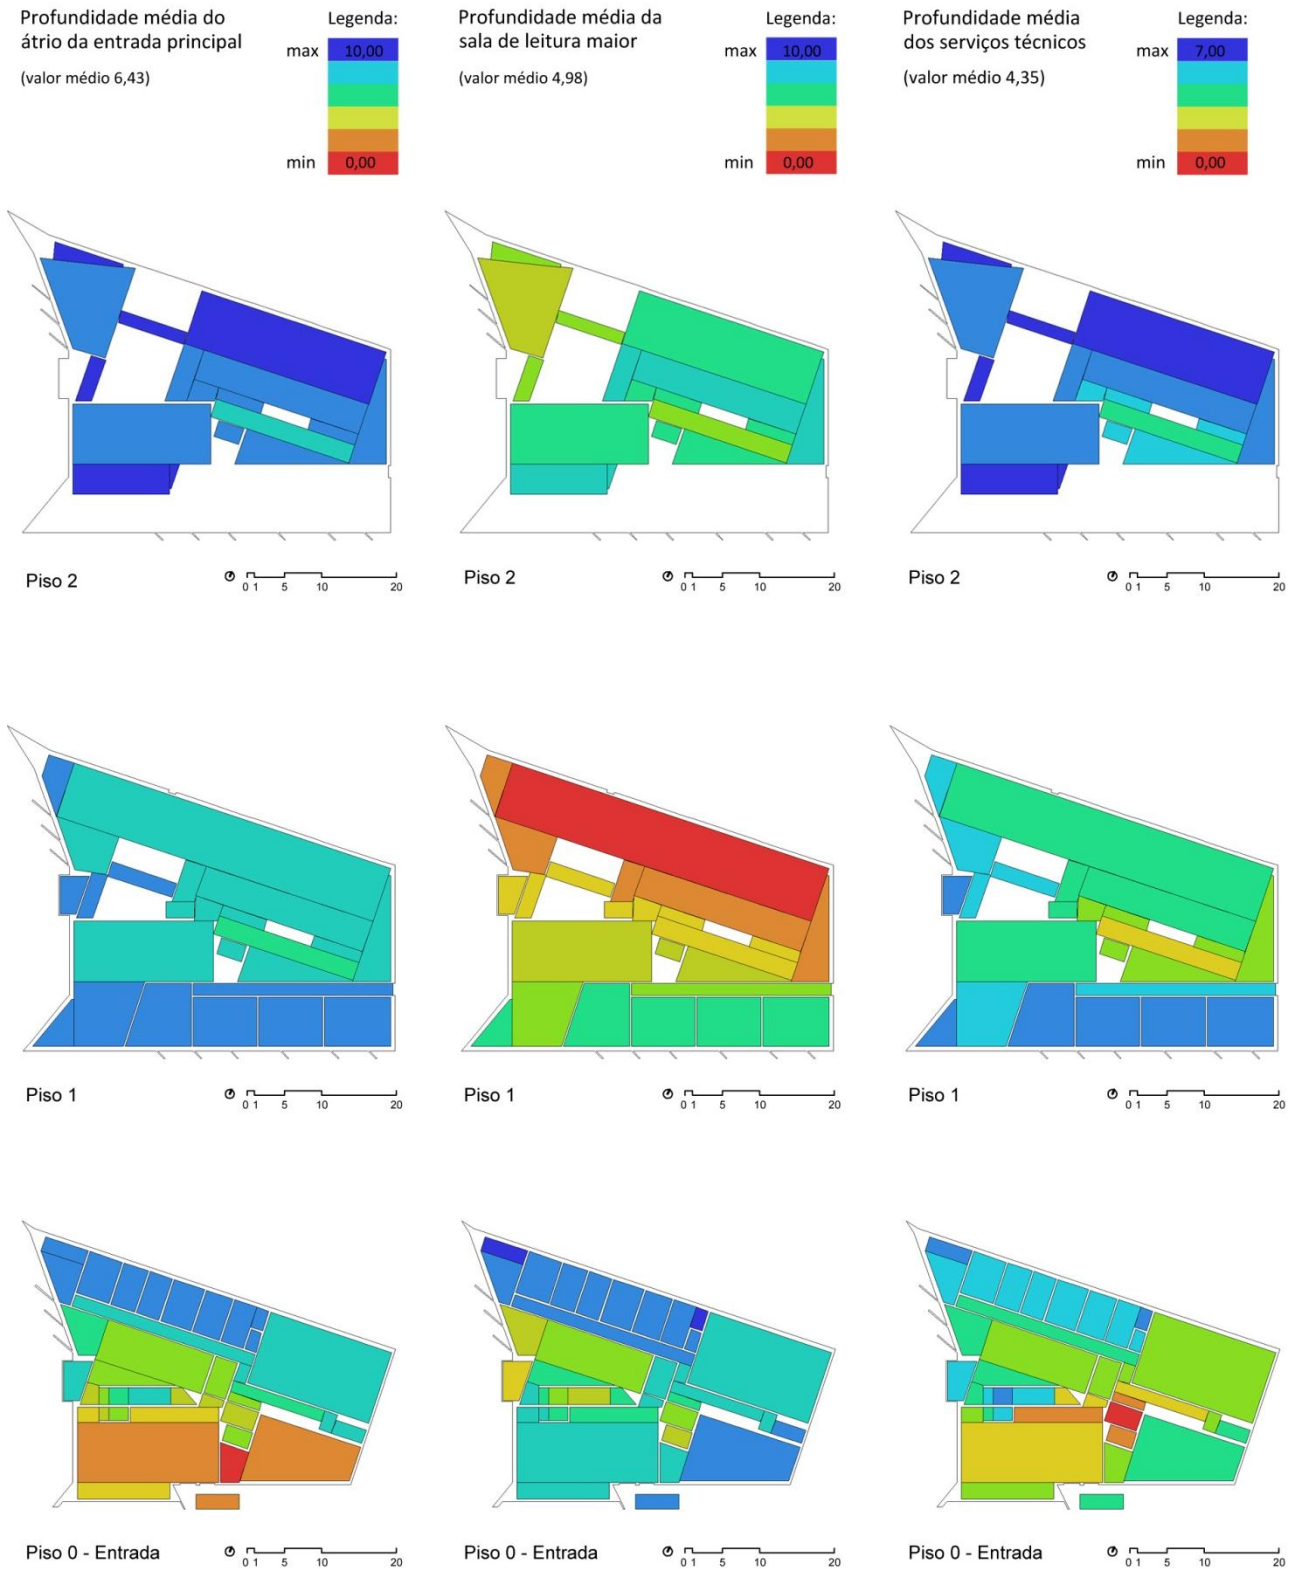 Profundidade média do
átrio da entrada principal
(valor médio 6,43)
Legenda:
max 10,00
min 0,00
Profundidade média da
sala de leitura maior
(valor médio 4,98)
Legenda:
max 10,00
min 0,00
Profundidade média
dos serviços técnicos
(valor médio 4,35)
Legenda:
max 7,00
min 0,00
Piso 2
0 1 5 10 20
Piso 2
0 1 5 10 20
Piso 2
0 1 5 10 20
Piso 1
0 1 5 10 20
Piso 1
0 1 5 10 20
Piso 1
0 1 5 10 20
Piso 0 - Entrada
0 1 5 10 20
Piso 0 - Entrada
0 1 5 10 20
Piso 0 - Entrada
0 1 5 10 20